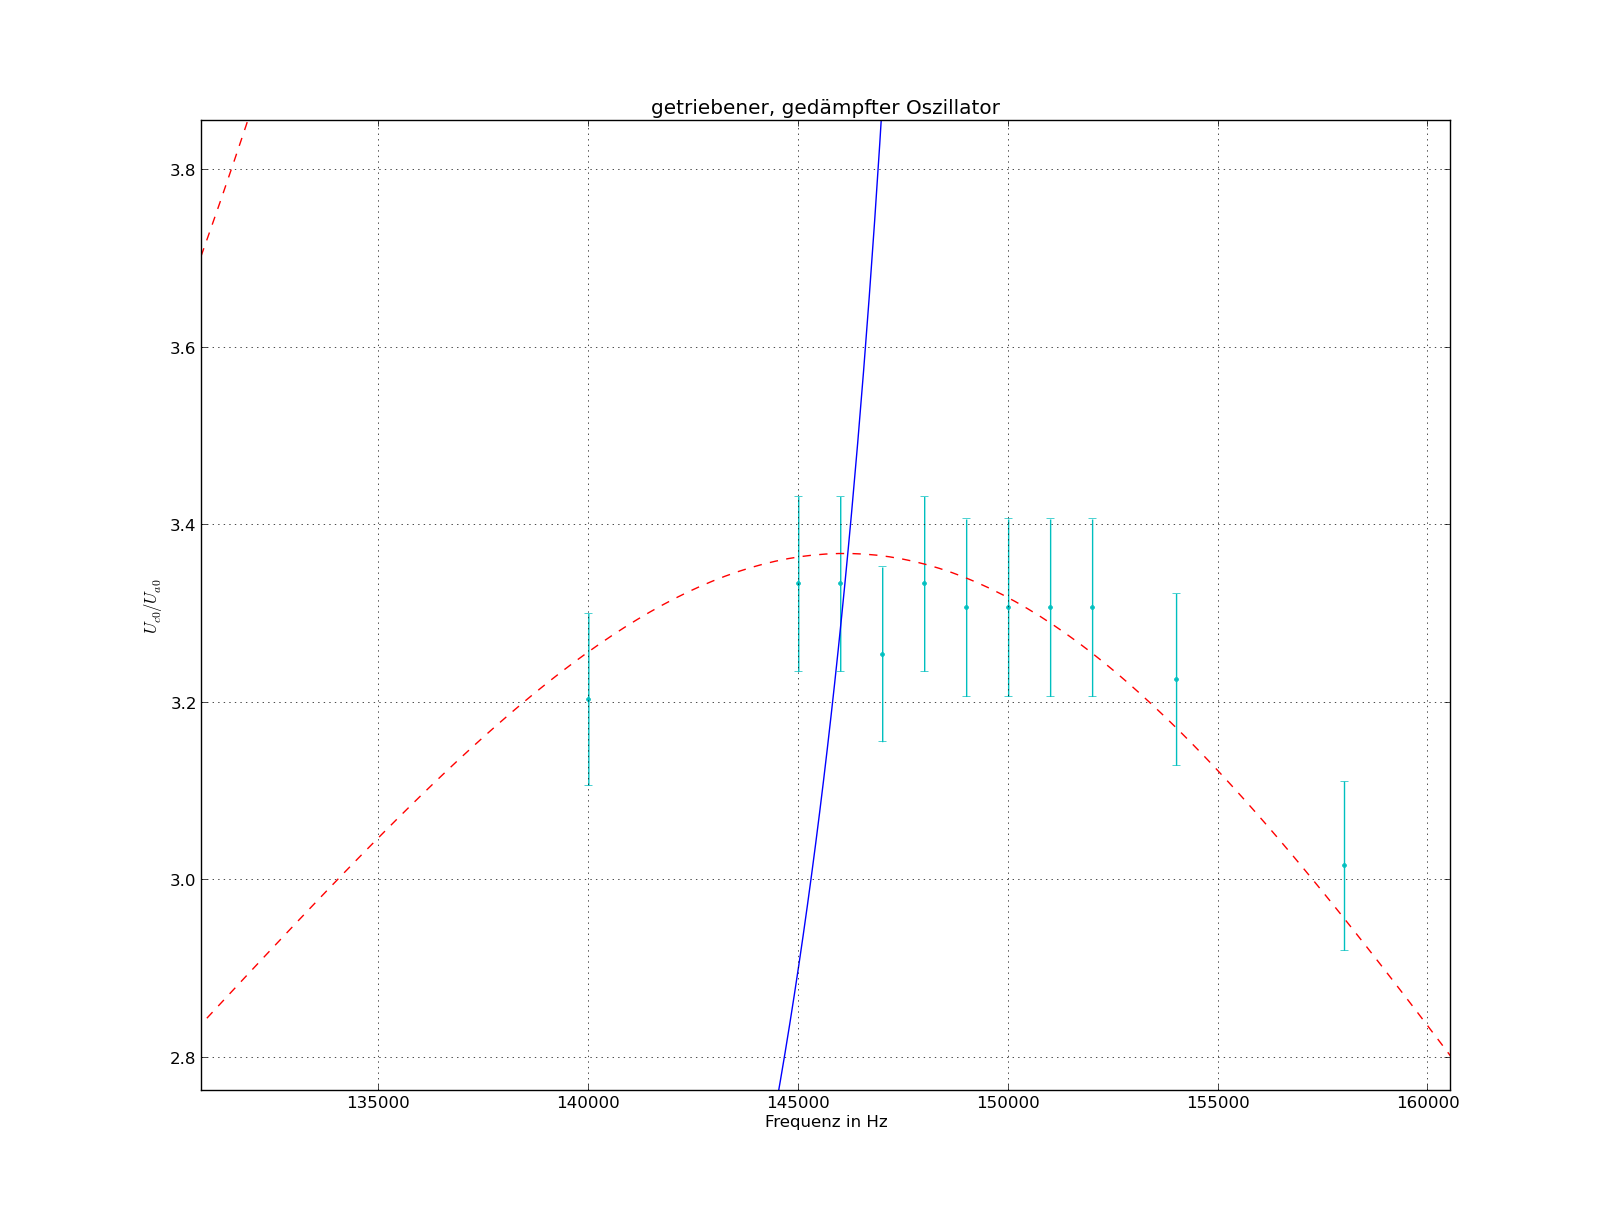 getriebener, gedämpfter Oszillator
3.8
3.6
3.4
3.2
3.0
2.8
U_{c0}/U_{a0}
135000 140000 145000 150000 155000 160000
Frequenz in Hz